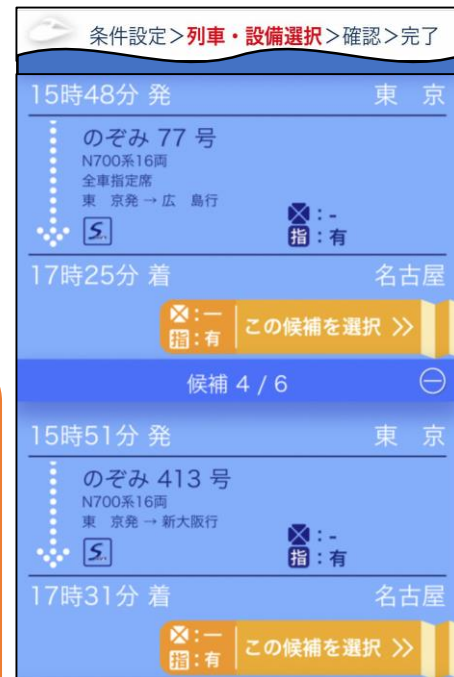 条件設定>列車・設備選択>確認>完了
15時48分 発 東 京
のぞみ 77 号
N700系16両
全車指定席
東 京発→広 島行
S
:-
指:有
17時25分 着 名古屋
:一
指:有
この候補を選択 >>
候補 4 / 6
15時51分 発 東 京
のぞみ 413 号
N700系16両
東 京発→新大阪行
S
:-
指:有
17時31分 着 名古屋
:一
指:有
この候補を選択 >>